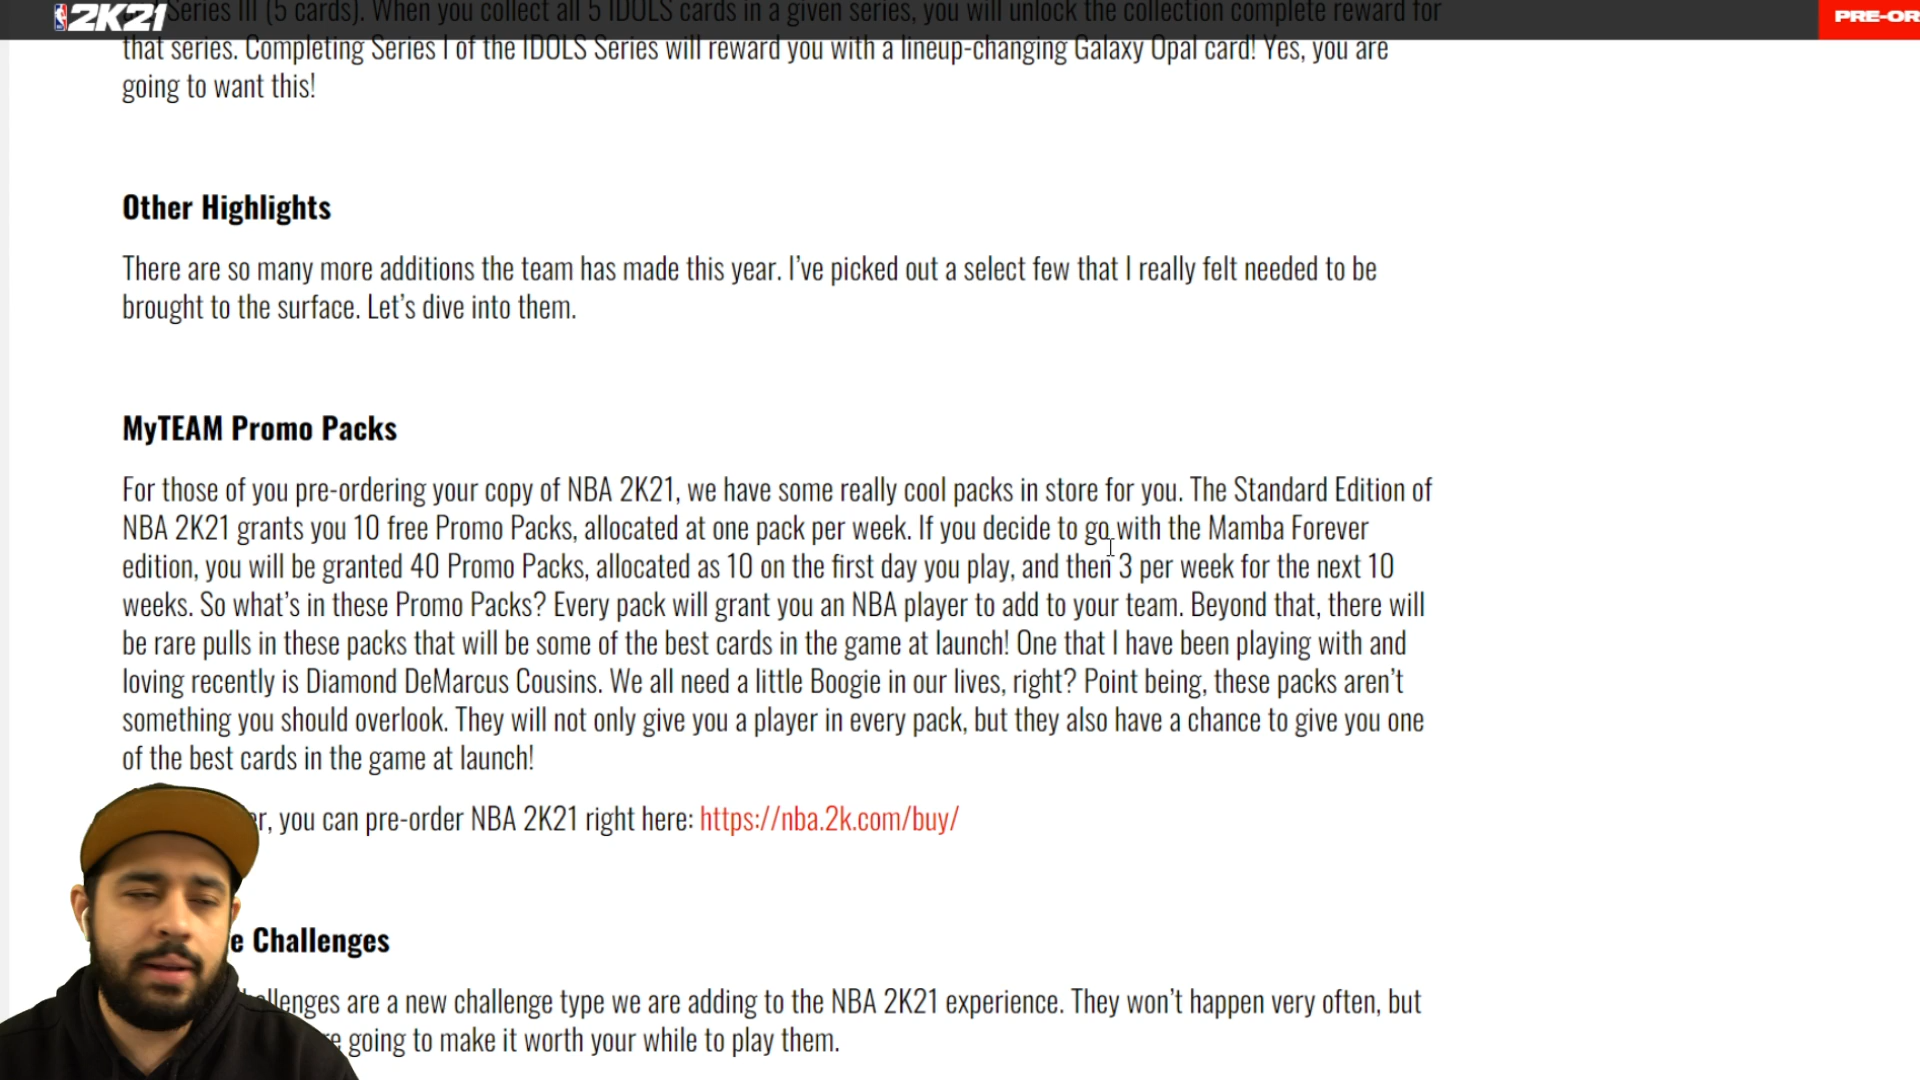 2K21
PRE-OR
Series III (5 cards). When you collect all 5 IDOLS cards in a given series, you will unlock the collection complete reward for
that series. Completing Series I of the IDOLS Series will reward you with a lineup-changing Galaxy Opal card! Yes, you are
going to want this!
Other Highlights
There are so many more additions the team has made this year. I’ve picked out a select few that I really felt needed to be
brought to the surface. Let’s dive into them.
MyTEAM Promo Packs
For those of you pre-ordering your copy of NBA 2K21, we have some really cool packs in store for you. The Standard Edition of
NBA 2K21 grants you 10 free Promo Packs, allocated at one pack per week. If you decide to go with the Mamba Forever
edition, you will be granted 40 Promo Packs, allocated as 10 on the first day you play, and then 3 per week for the next 10
weeks. So what’s in these Promo Packs? Every pack will grant you an NBA player to add to your team. Beyond that, there will
be rare pulls in these packs that will be some of the best cards in the game at launch! One that I have been playing with and
loving recently is Diamond DeMarcus Cousins. We all need a little Boogie in our lives, right? Point being, these packs aren’t
something you should overlook. They will not only give you a player in every pack, but they also have a chance to give you one
of the best cards in the game at launch!
r, you can pre-order NBA 2K21 right here: https://nba.2k.com/buy/
e Challenges
llenges are a new challenge type we are adding to the NBA 2K21 experience. They won’t happen very often, but
e going to make it worth your while to play them.